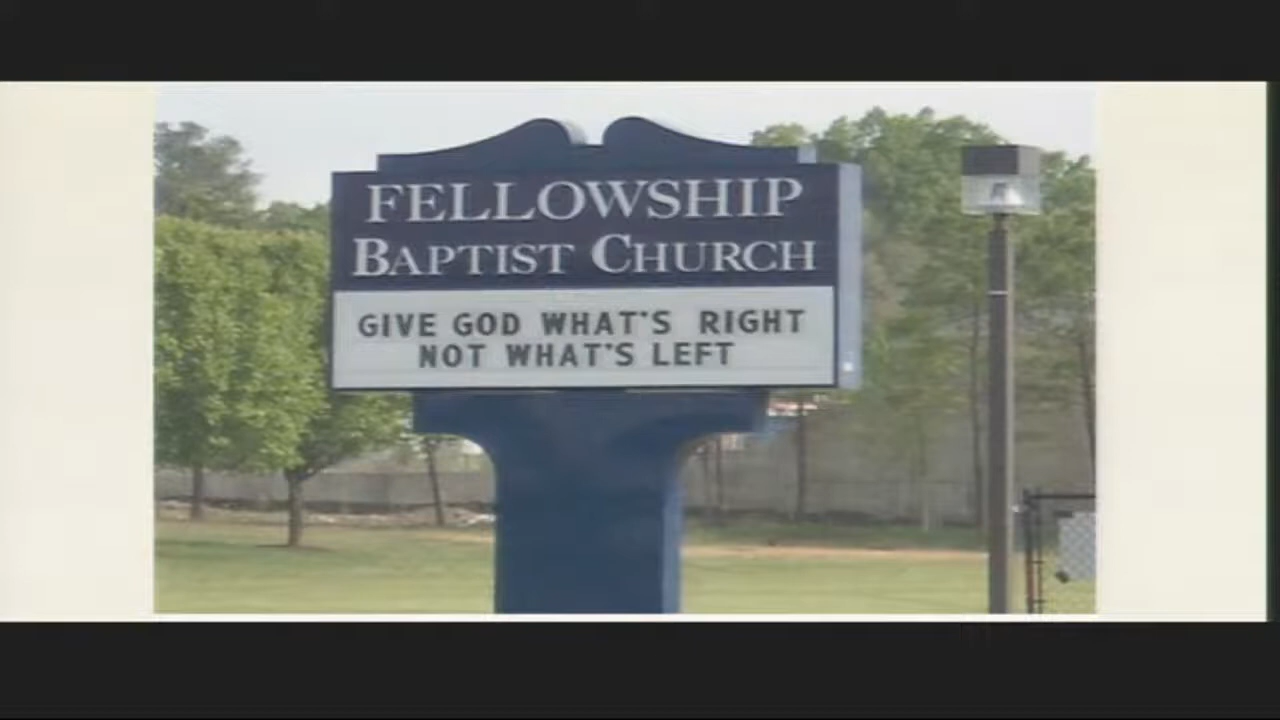 FELLOWSHIP
BAPTIST CHURCH
GIVE GOD WHAT'S RIGHT
NOT WHAT'S LEFT